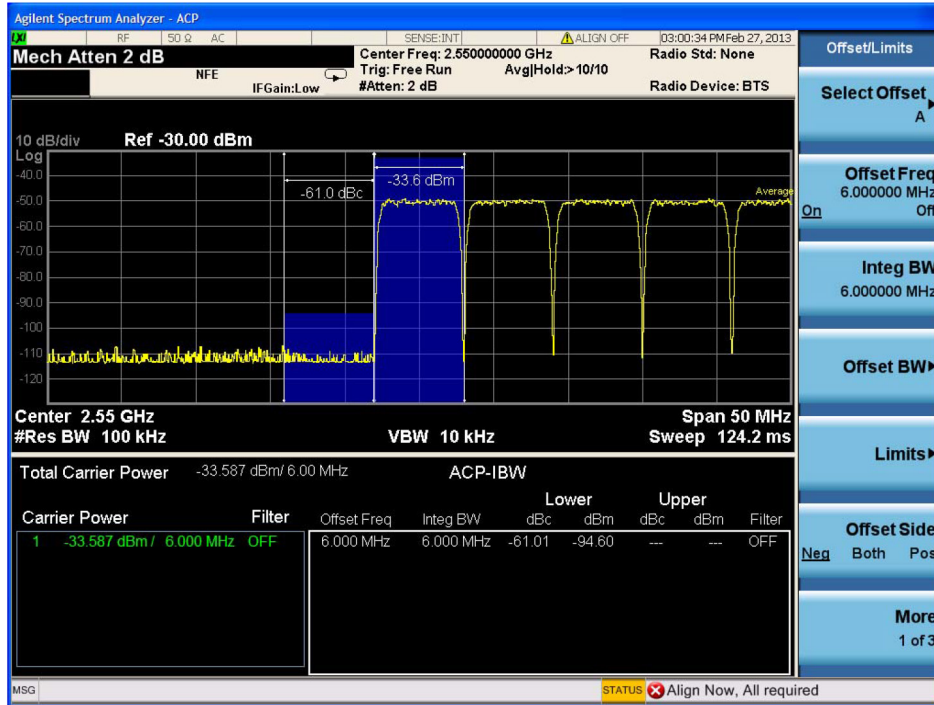 Agilent Spectrum Analyzer - ACP
LXI RF 50 Ω AC SENSE:INT ALIGN OFF 03:00:34 PM Feb 27, 2013
Mech Atten 2 dB
NFE
IFGain:Low
Center Freq: 2.550000000 GHz
Trig: Free Run Avg|Hold:>10/10
#Atten: 2 dB
Radio Std: None
Radio Device: BTS
10 dB/div Ref -30.00 dBm
Log
-40.0
-50.0
-60.0
-70.0
-80.0
-90.0
-100
-110
-120
-61.0 dBc
-33.6 dBm
Average
Center 2.55 GHz Span 50 MHz
#Res BW 100 kHz VBW 10 kHz Sweep 124.2 ms
Total Carrier Power -33.587 dBm/ 6.00 MHz ACP-IBW
Lower Upper
Carrier Power Filter Offset Freq Integ BW dBc dBm dBc dBm Filter
1 -33.587 dBm / 6.000 MHz OFF 6.000 MHz 6.000 MHz -61.01 -94.60 --- --- OFF
MSG STATUS Align Now, All required
Offset/Limits
Select Offset
A
Offset Freq
6.000000 MHz
On Off
Integ BW
6.000000 MHz
Offset BW
Limits
Offset Side
Neg Both Pos
More
1 of 3